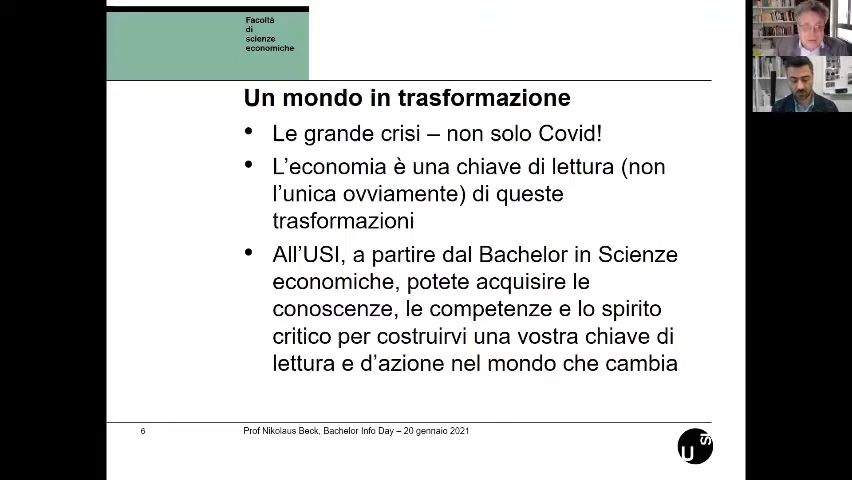 Facoltà
di
scienze
economiche
Un mondo in trasformazione
• Le grande crisi – non solo Covid!
• L’economia è una chiave di lettura (non
l’unica ovviamente) di queste
trasformazioni
• All’USI, a partire dal Bachelor in Scienze
economiche, potete acquisire le
conoscenze, le competenze e lo spirito
critico per costruirvi una vostra chiave di
lettura e d’azione nel mondo che cambia
6
Prof Nikolaus Beck, Bachelor Info Day – 20 gennaio 2021
USI